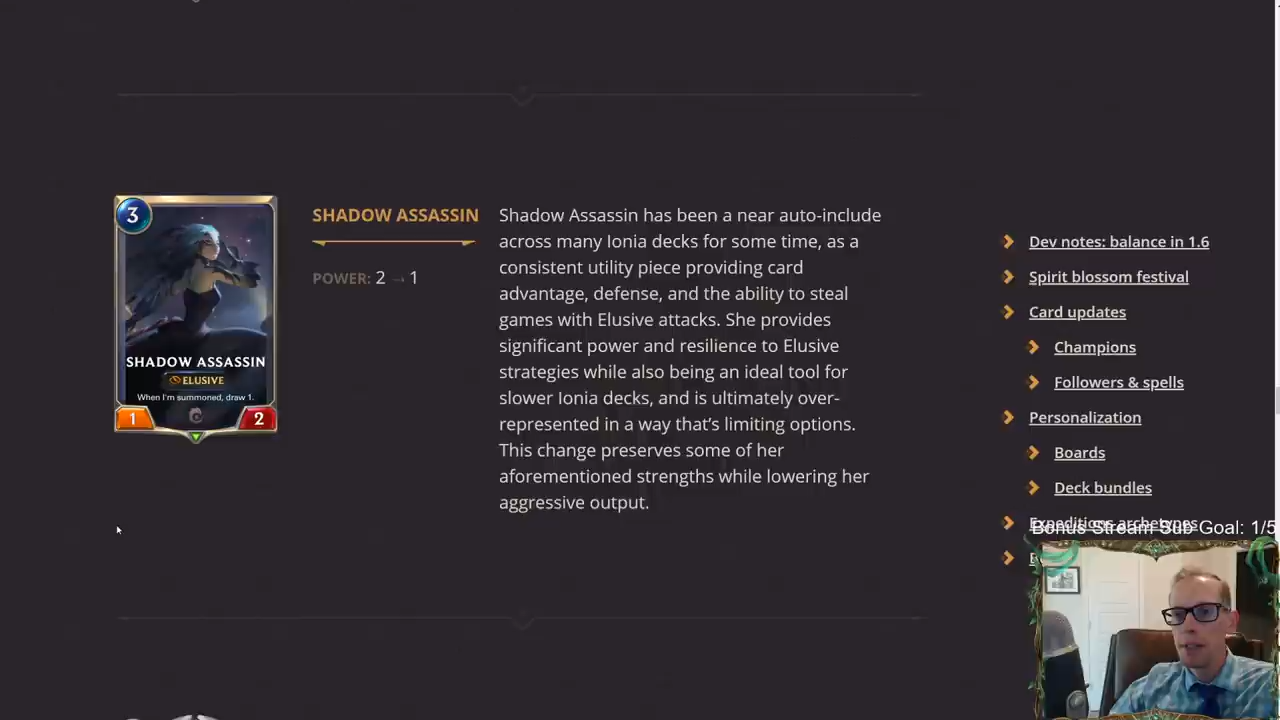 3
SHADOW ASSASSIN
ELUSIVE
When I'm summoned, draw 1.
1
2
SHADOW ASSASSIN
POWER: 2 → 1
Shadow Assassin has been a near auto-include
across many Ionia decks for some time, as a
consistent utility piece providing card
advantage, defense, and the ability to steal
games with Elusive attacks. She provides
significant power and resilience to Elusive
strategies while also being an ideal tool for
slower Ionia decks, and is ultimately over-
represented in a way that's limiting options.
This change preserves some of her
aforementioned strengths while lowering her
aggressive output.
Dev notes: balance in 1.6
Spirit blossom festival
Card updates
Champions
Followers & spells
Personalization
Boards
Deck bundles
Expeditions archetypes
Bonus Stream Sub Goal: 1/5